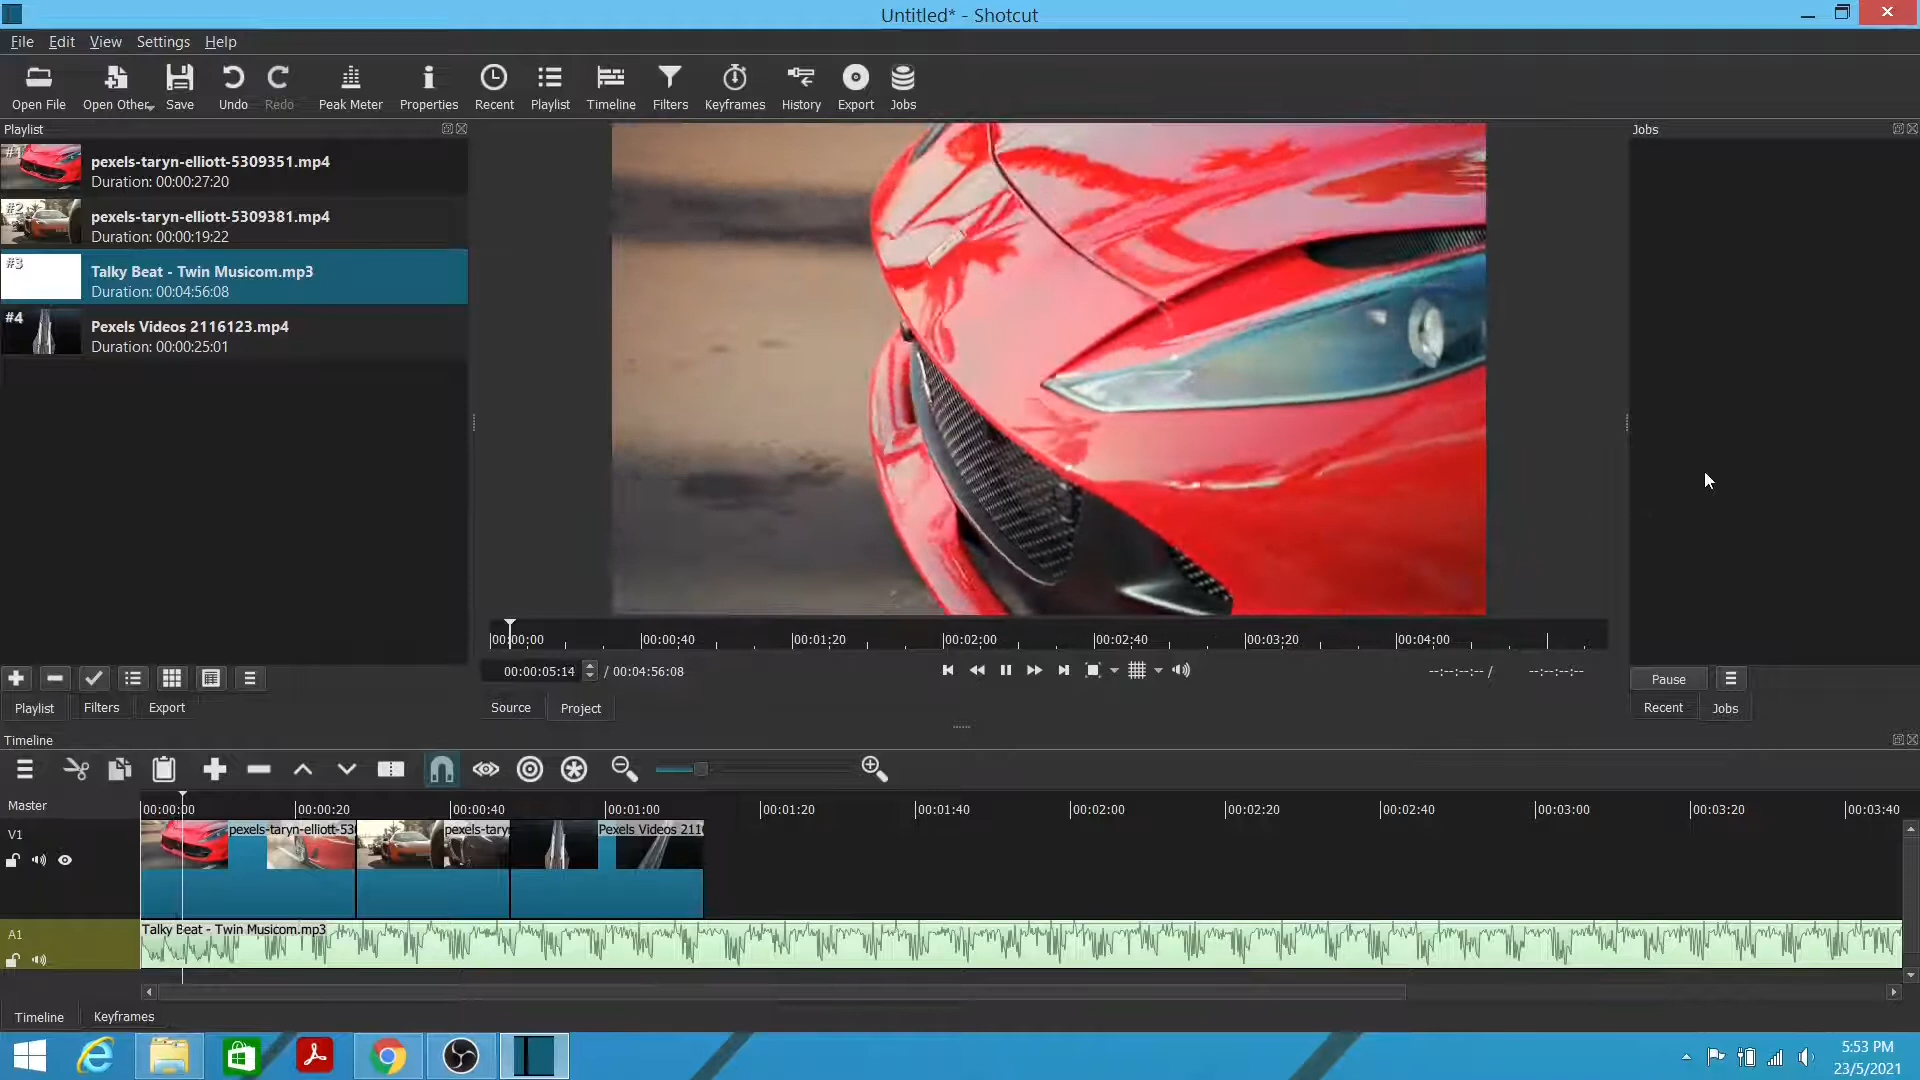 Untitled* - Shotcut
File Edit View Settings Help
Open File Open Other Save Undo Redo Peak Meter Properties Recent Playlist Timeline Filters Keyframes History Export Jobs
Playlist
#1
pexels-taryn-elliott-5309351.mp4
Duration: 00:00:27:20
#2
pexels-taryn-elliott-5309381.mp4
Duration: 00:00:19:22
#3
Talky Beat - Twin Musicom.mp3
Duration: 00:04:56:08
#4
Pexels Videos 2116123.mp4
Duration: 00:00:25:01
Jobs
00:00:00 00:00:40 00:01:20 00:02:00 00:02:40 00:03:20 00:04:00
00:00:05:14 / 00:04:56:08 --:--:--:-- / --:--:--:--
Playlist Filters Export
Source Project
Pause
Recent Jobs
Timeline
Master
00:00:00 00:00:20 00:00:40 00:01:00 00:01:20 00:01:40 00:02:00 00:02:20 00:02:40 00:03:00 00:03:20 00:03:40
V1
pexels-taryn-elliott-53 pexels-tary Pexels Videos 211
A1
Talky Beat - Twin Musicom.mp3
Timeline Keyframes
5:53 PM
23/5/2021